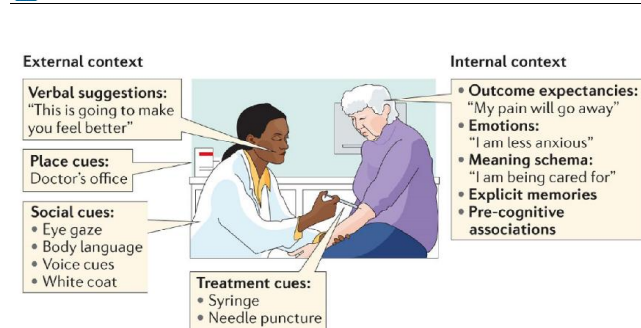 External context
Verbal suggestions:
“This is going to make
you feel better”
Place cues:
Doctor’s office
Social cues:
• Eye gaze
• Body language
• Voice cues
• White coat
Treatment cues:
• Syringe
• Needle puncture
Internal context
• Outcome expectancies:
“My pain will go away”
• Emotions:
“I am less anxious”
• Meaning schema:
“I am being cared for”
• Explicit memories
• Pre-cognitive
associations